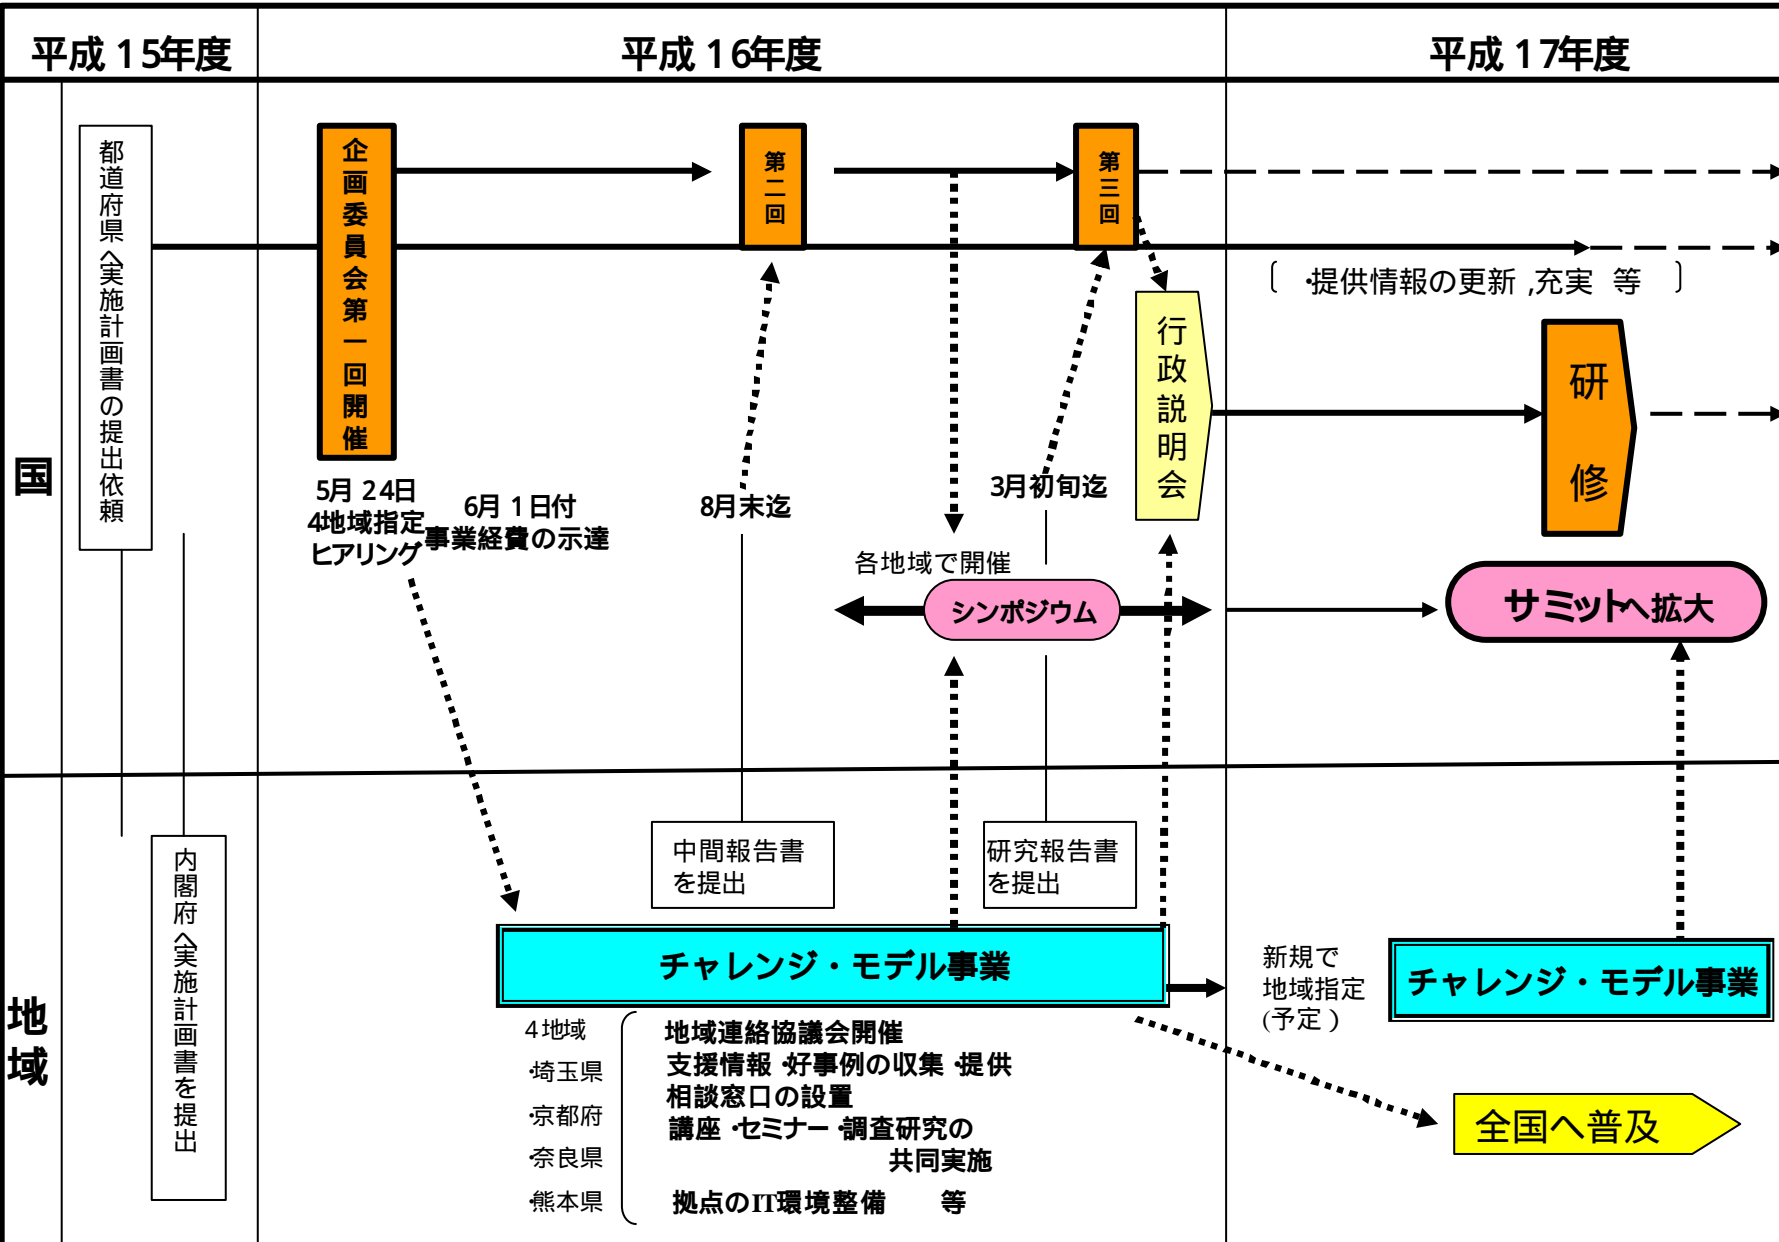 平成 15年度
平成 16年度
平成 17年度
国
都道府県へ実施計画書の提出依頼
企画委員会第一回開催
第二回
第三回
〔 ・提供情報の更新 ,充実 等 〕
行政説明会
研修
5月 24日
4地域指定
ヒアリング
6月 1日付
事業経費の示達
8月末迄
3月初旬迄
各地域で開催
シンポジウム
サミットへ拡大
地域
内閣府へ実施計画書を提出
中間報告書
を提出
研究報告書
を提出
チャレンジ・モデル事業
新規で
地域指定
(予定 )
チャレンジ・モデル事業
4地域
・埼玉県
・京都府
・奈良県
・熊本県
地域連絡協議会開催
支援情報 ・好事例の収集 ・提供
相談窓口の設置
講座 ・セミナー ・調査研究の
共同実施
拠点のIT環境整備 等
全国へ普及